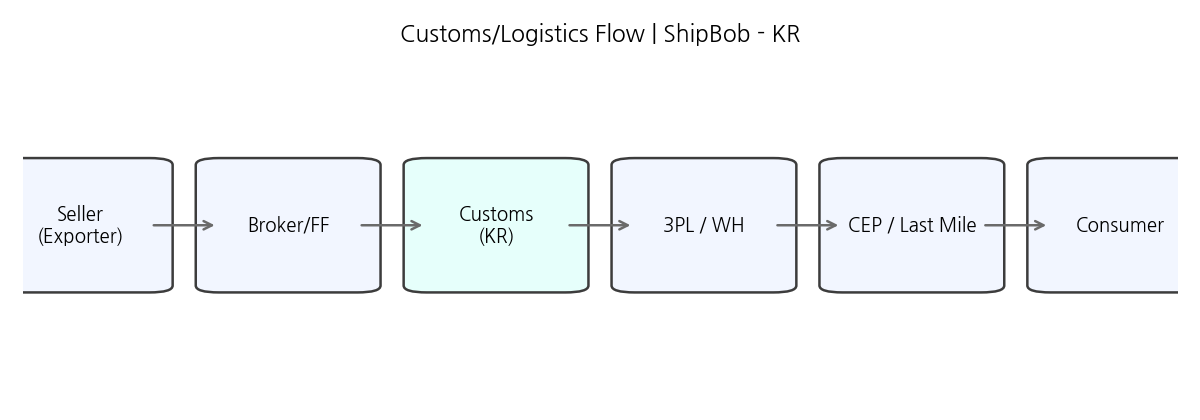 Customs/Logistics Flow | ShipBob - KR
Seller
(Exporter)
Broker/FF
Customs
(KR)
3PL / WH
CEP / Last Mile
Consumer